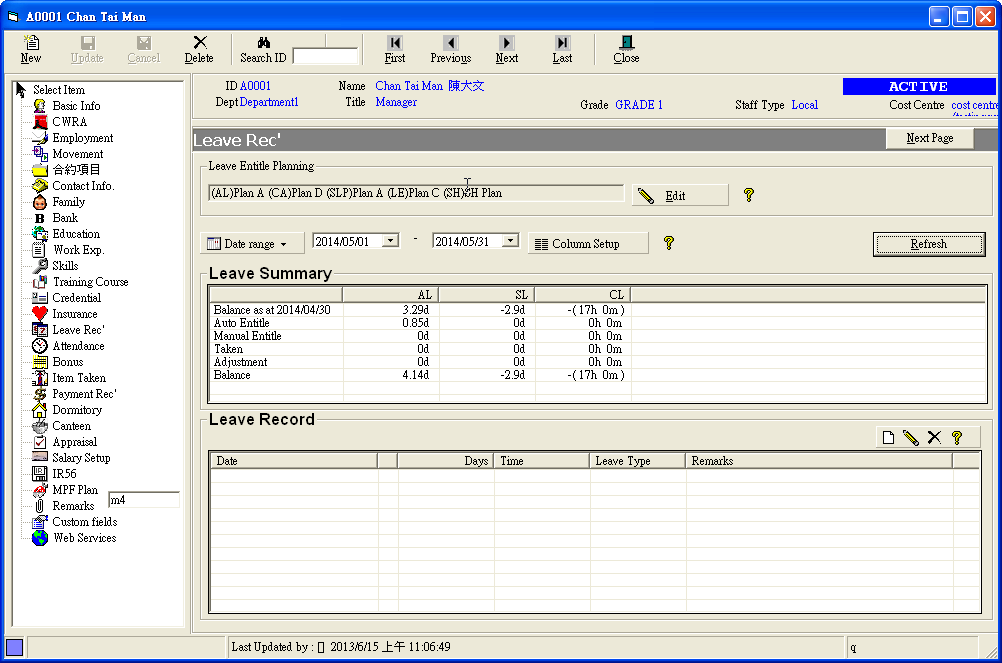 A0001 Chan Tai Man
New Update Cancel Delete Search ID First Previous Next Last Close
Select Item
Basic Info
CWRA
Employment
Movement
合約項目
Contact Info.
Family
Bank
Education
Work Exp.
Skills
Training Course
Credential
Insurance
Leave Rec'
Attendance
Bonus
Item Taken
Payment Rec'
Dormitory
Canteen
Appraisal
Salary Setup
IR56
MPF Plan
Remarks
m4
Custom fields
Web Services
ID A0001 Name Chan Tai Man 陳大文 ACTIVE
Dept Department1 Title Manager Grade GRADE 1 Staff Type Local Cost Centre cost centre
Leave Rec' Next Page
Leave Entitle Planning
(AL)Plan A (CA)Plan D (SLP)Plan A (LE)Plan C (SH)SH Plan Edit
Date range 2014/05/01 - 2014/05/31 Column Setup Refresh
Leave Summary
AL SL CL
Balance as at 2014/04/30 3.29d -2.9d -( 17h 0m )
Auto Entitle 0.85d 0d 0h 0m
Manual Entitle 0d 0d 0h 0m
Taken 0d 0d 0h 0m
Adjustment 0d 0d 0h 0m
Balance 4.14d -2.9d -( 17h 0m )
Leave Record
Date Days Time Leave Type Remarks
Last Updated by : [] 2013/6/15 上午 11:06:49 q